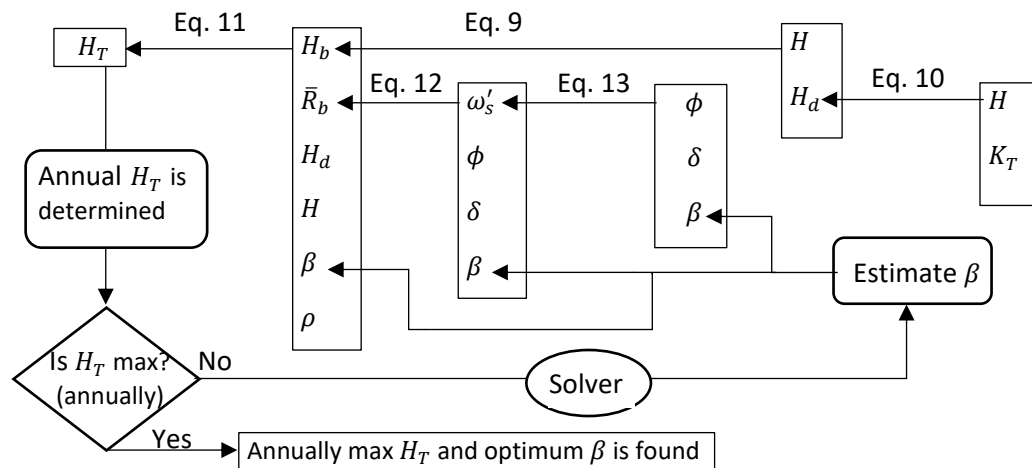 Eq. 11
Eq. 9
H_T
H_b
H
Eq. 12
Eq. 13
Eq. 10
R̄_b
ω′_s
ϕ
H_d
H
H_d
ϕ
δ
K_T
Annual H_T is
determined
H
δ
β
β
β
Estimate β
ρ
Is H_T max?
(annually)
No
Solver
Yes
Annually max H_T and optimum β is found